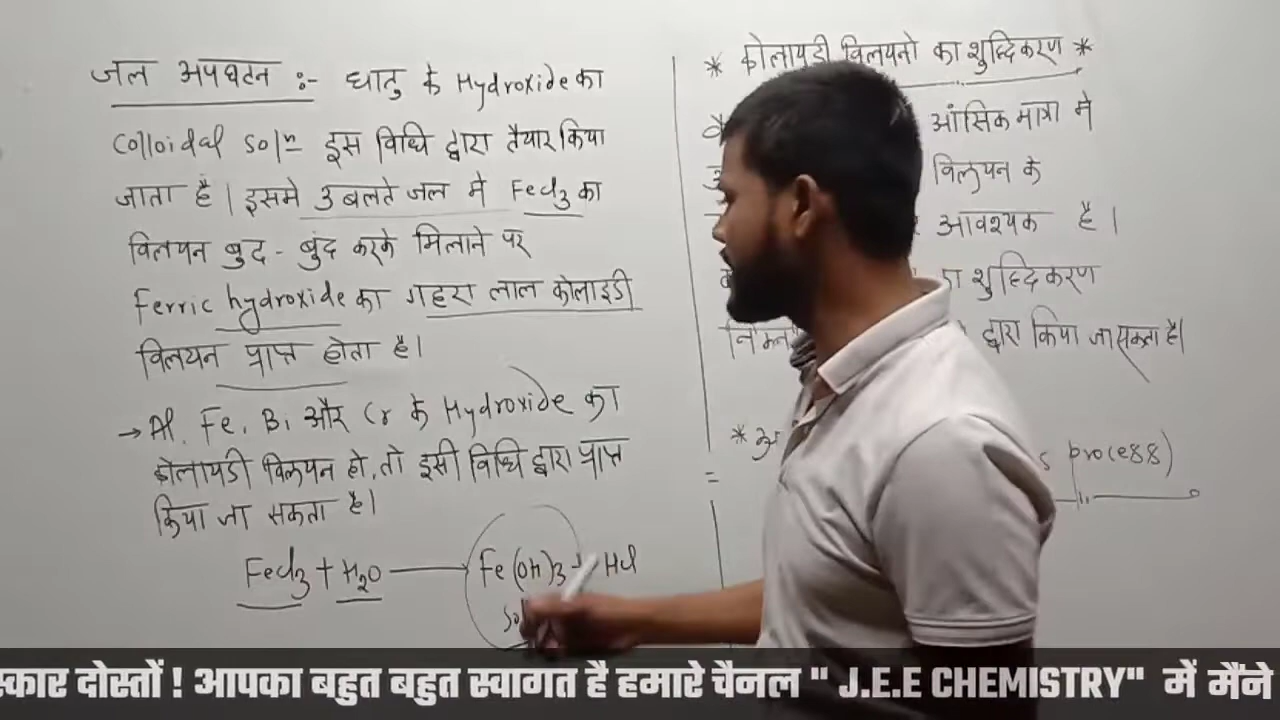 जल अपघटन :- धातु के Hydroxide का
Colloidal Solⁿ इस विधि द्वारा तैयार किया
जाता है | इसमे उबलते जल मे FeCl3 का
विलयन बुद - बुंद करके मिलाने पर
Ferric hydroxide का गहरा लाल कोलाइडी
विलयन प्राप्त होता है।
→ Al, Fe, Bi और Cr के Hydroxide का
कोलायडी विलयन हो, तो इसी विधि द्वारा प्राप्त
किया जा सकता है।
FeCl3 + H2O → Fe(OH)3 + HCl
Sol
* कोलायडी विलयनो का शुद्धिकरण *
आंसिक मात्रा मे
विलयन के
आवश्यक है |
शुद्धिकरण
द्वारा किया जा सकता है।
process)
स्कार दोस्तों ! आपका बहुत बहुत स्वागत है हमारे चैनल " J.E.E CHEMISTRY" में मैंने